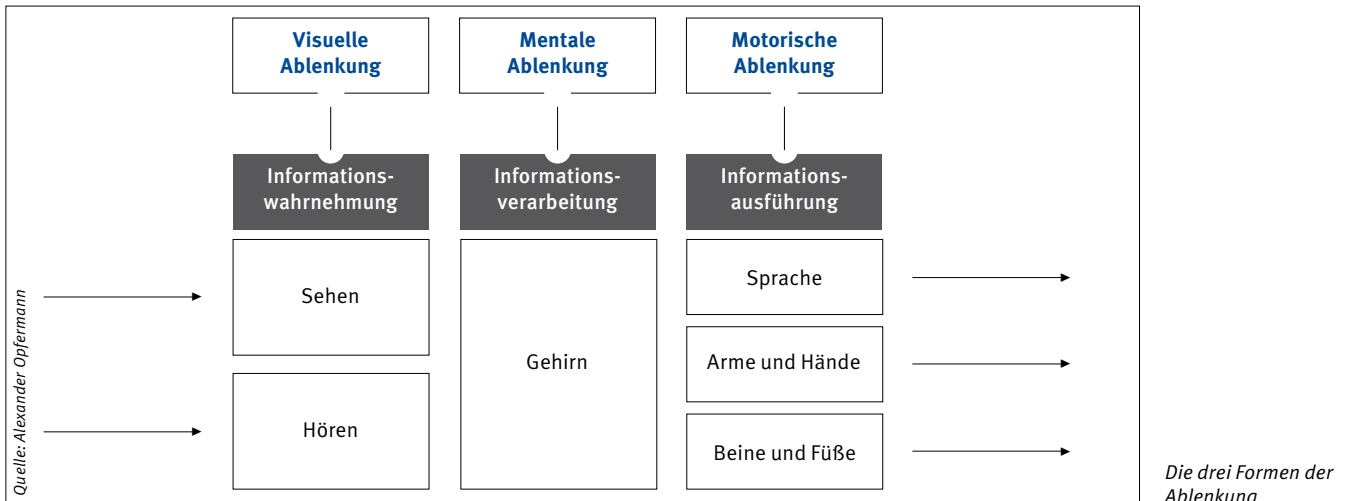 Visuelle
Ablenkung
Mentale
Ablenkung
Motorische
Ablenkung
Informations-
wahrnehmung
Informations-
verarbeitung
Informations-
ausführung
Sehen
Hören
Gehirn
Sprache
Arme und Hände
Beine und Füße
Quelle: Alexander Opfermann
Die drei Formen der
Ablenkung